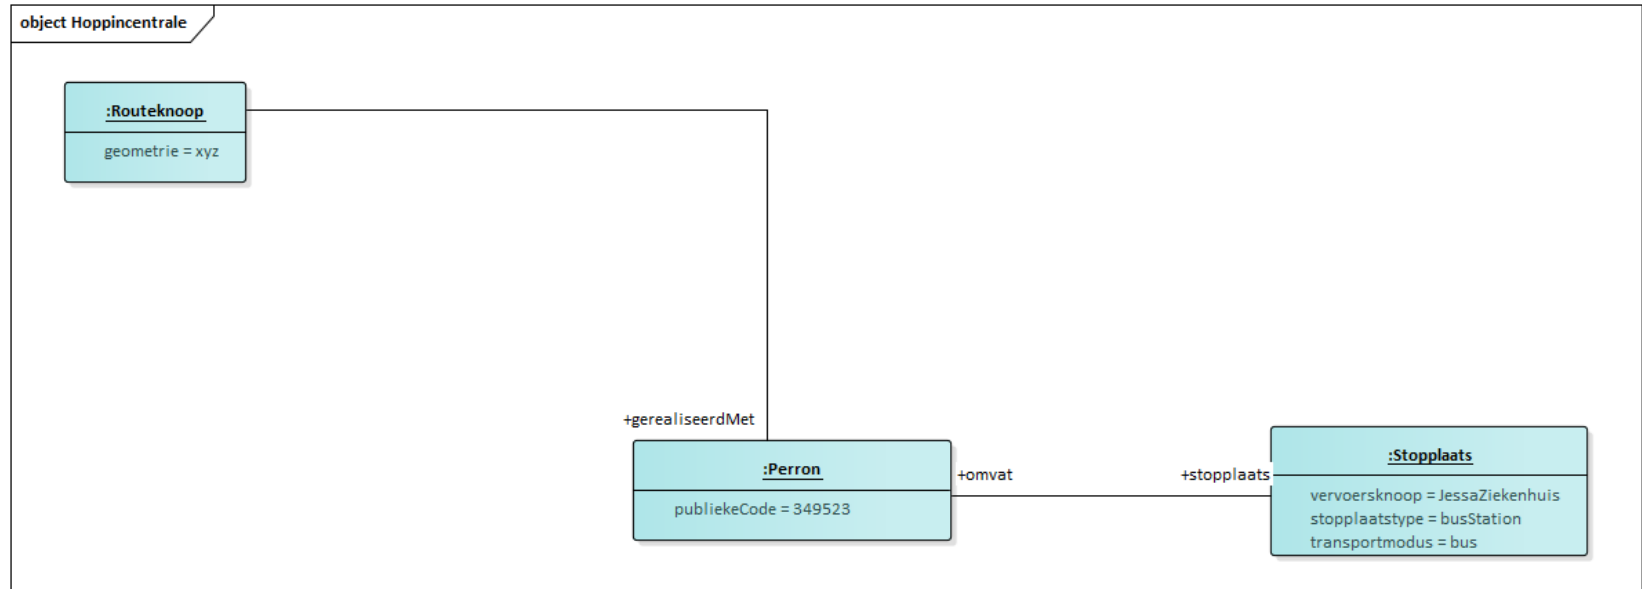 object Hoppincentrale
:Routeknoop
geometrie = xyz
+gerealiseerdMet
:Perron
publiekeCode = 349523
+omvat
+stopplaats
:Stopplaats
vervoersknoop = JessaZiekenhuis
stopplaatstype = busStation
transportmodus = bus